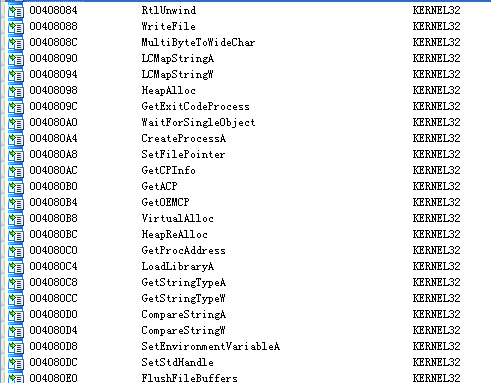 00408084 RtlUnwind KERNEL32
00408088 WriteFile KERNEL32
0040808C MultiByteToWideChar KERNEL32
00408090 LCMapStringA KERNEL32
00408094 LCMapStringW KERNEL32
00408098 HeapAlloc KERNEL32
0040809C GetExitCodeProcess KERNEL32
004080A0 WaitForSingleObject KERNEL32
004080A4 CreateProcessA KERNEL32
004080A8 SetFilePointer KERNEL32
004080AC GetCPInfo KERNEL32
004080B0 GetACP KERNEL32
004080B4 GetOEMCP KERNEL32
004080B8 VirtualAlloc KERNEL32
004080BC HeapReAlloc KERNEL32
004080C0 GetProcAddress KERNEL32
004080C4 LoadLibraryA KERNEL32
004080C8 GetStringTypeA KERNEL32
004080CC GetStringTypeW KERNEL32
004080D0 CompareStringA KERNEL32
004080D4 CompareStringW KERNEL32
004080D8 SetEnvironmentVariableA KERNEL32
004080DC SetStdHandle KERNEL32
004080E0 FlushFileBuffers KERNEL32